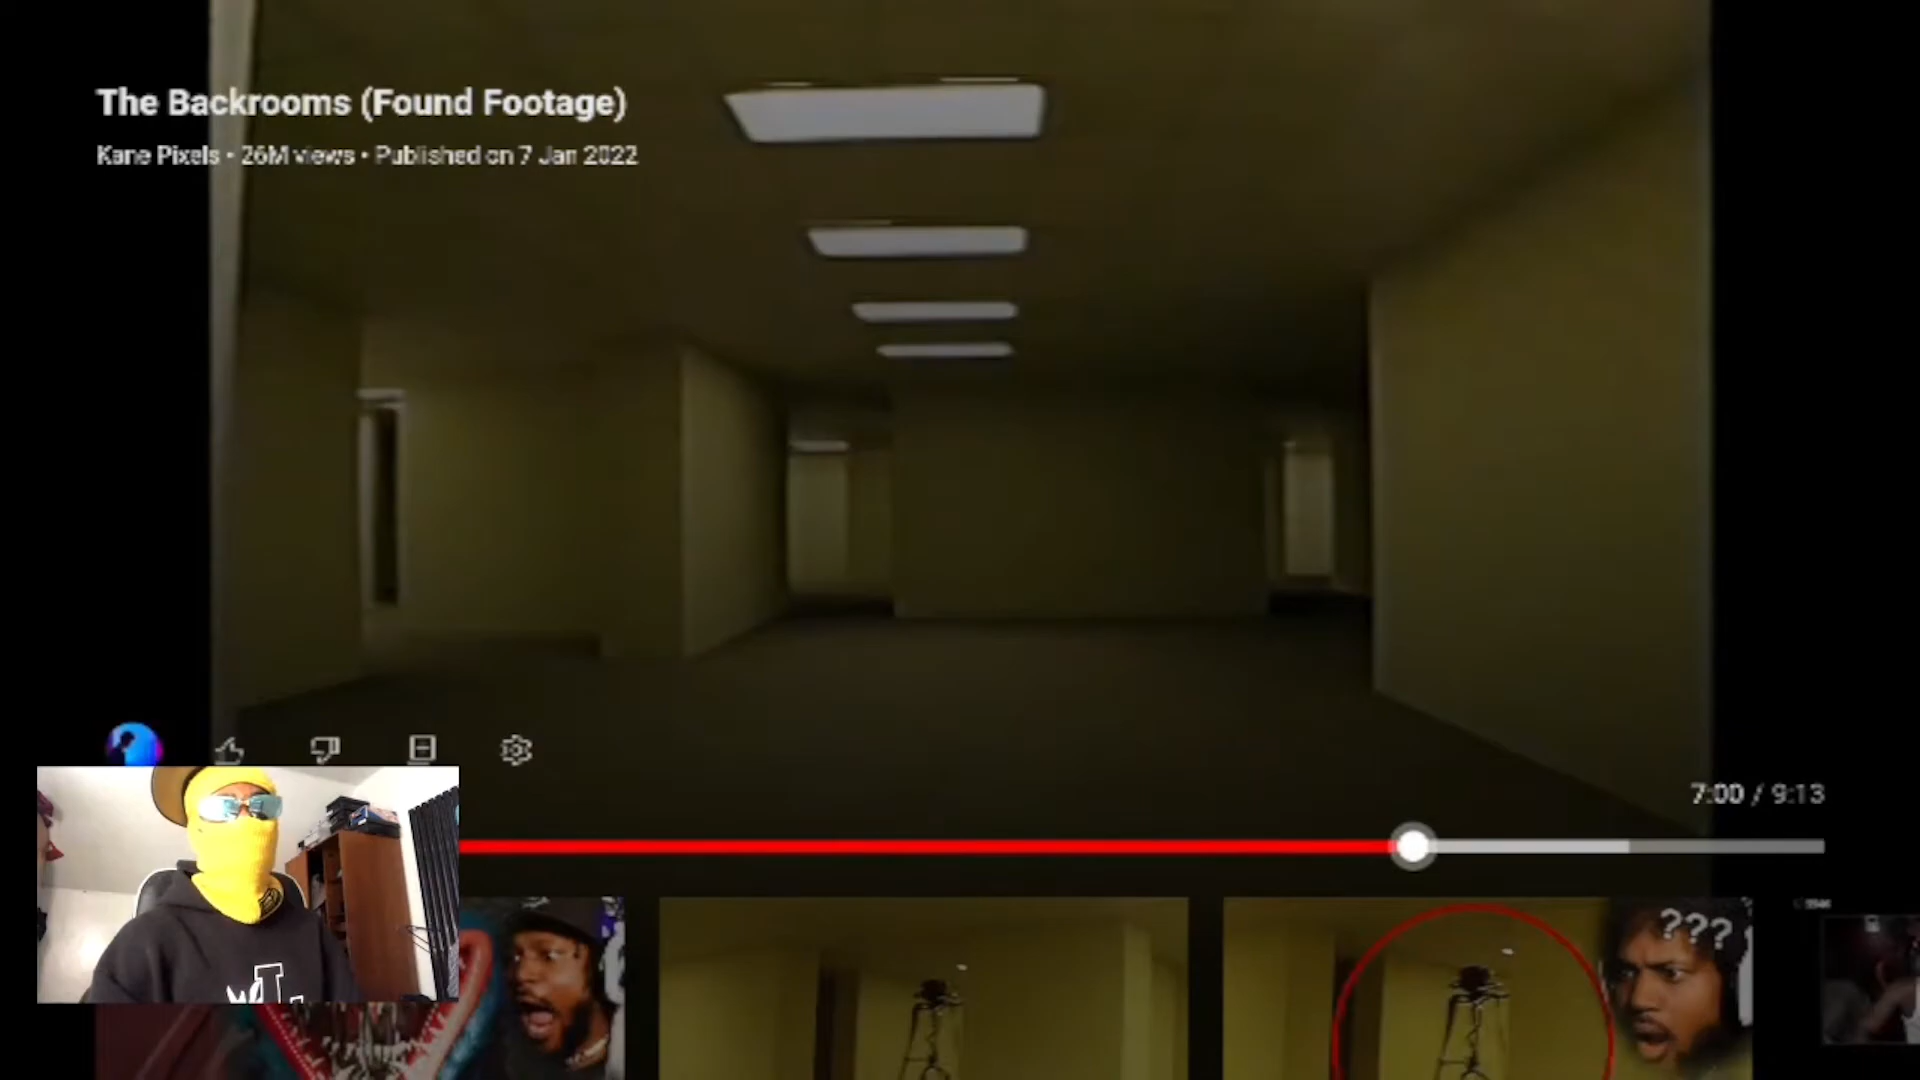 The Backrooms (Found Footage)
Kane Pixels • 26M views • Published on 7 Jan 2022
7:00 / 9:13
???